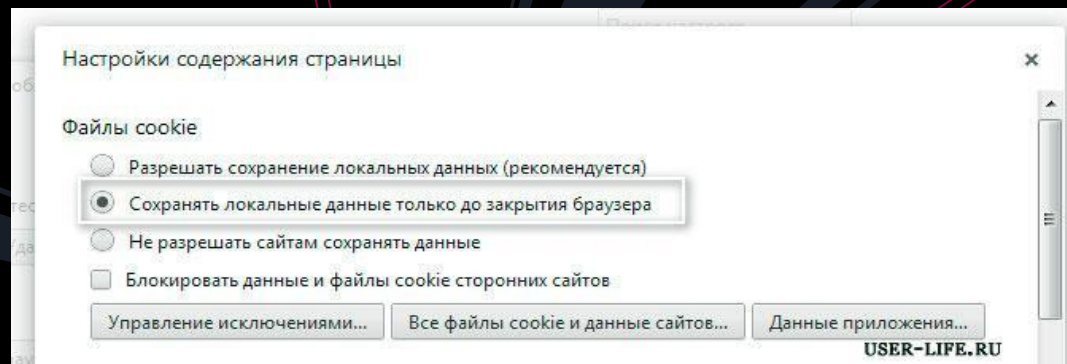 Настройки содержания страницы
Файлы cookie
Разрешать сохранение локальных данных (рекомендуется)
Сохранять локальные данные только до закрытия браузера
Не разрешать сайтам сохранять данные
Блокировать данные и файлы cookie сторонних сайтов
Управление исключениями... Все файлы cookie и данные сайтов... Данные приложения...
USER-LIFE.RU